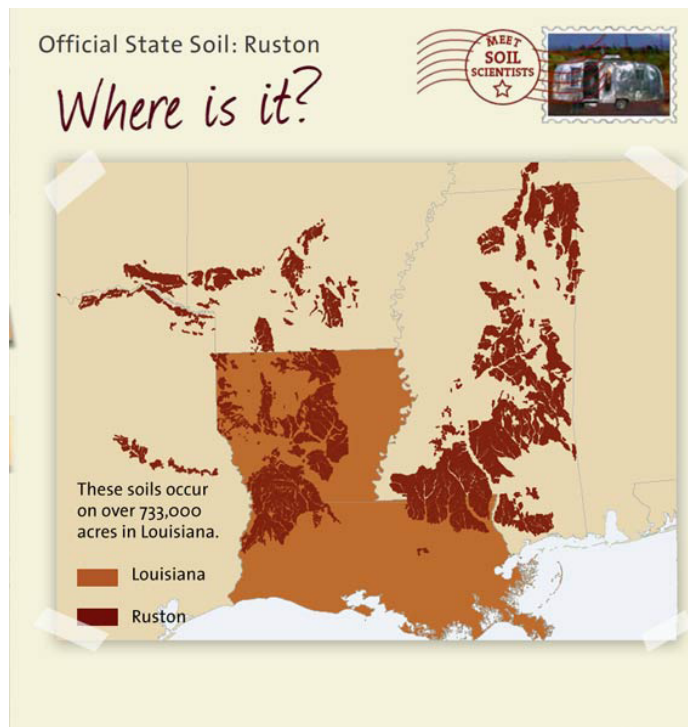 Official State Soil: Ruston
Where is it?
MEET
SOIL
SCIENTISTS
These soils occur
on over 733,000
acres in Louisiana.
Louisiana
Ruston